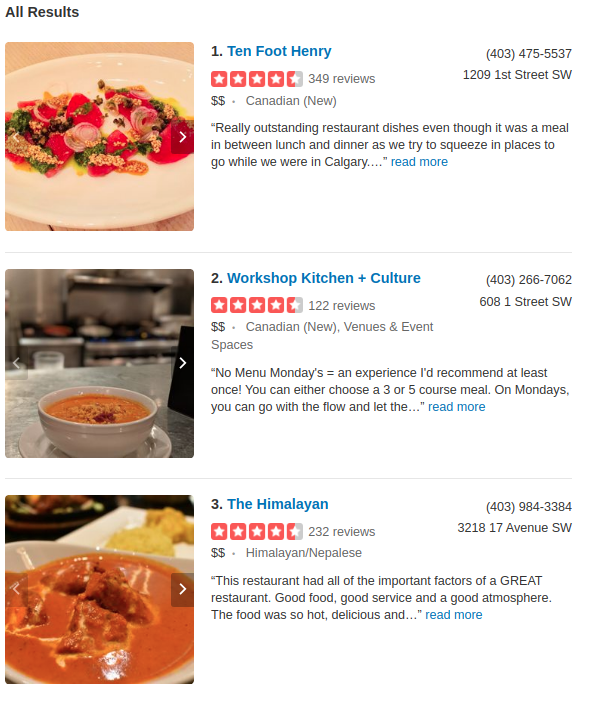 All Results
1. Ten Foot Henry
(403) 475-5537
349 reviews
1209 1st Street SW
$$ · Canadian (New)
“Really outstanding restaurant dishes even though it was a meal
in between lunch and dinner as we try to squeeze in places to
go while we were in Calgary.…” read more
2. Workshop Kitchen + Culture
(403) 266-7062
122 reviews
608 1 Street SW
$$ · Canadian (New), Venues & Event
Spaces
“No Menu Monday's = an experience I'd recommend at least
once! You can either choose a 3 or 5 course meal. On Mondays,
you can go with the flow and let the…” read more
3. The Himalayan
(403) 984-3384
232 reviews
3218 17 Avenue SW
$$ · Himalayan/Nepalese
“This restaurant had all of the important factors of a GREAT
restaurant. Good food, good service and a good atmosphere.
The food was so hot, delicious and…” read more